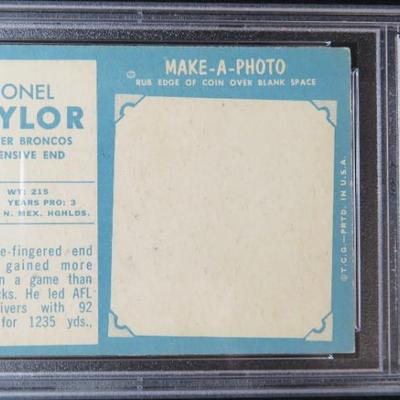 ONEL
YLOR
ER BRONCOS
ENSIVE END
WT: 215
YEARS PRO: 3
N. MEX. HGHLDS.
e-fingered end
gained more
n a game than
cks. He led AFL
ivers with 92
for 1235 yds.,
MAKE-A-PHOTO
RUB EDGE OF COIN OVER BLANK SPACE
©T.C.G.—PRTD. IN U.S.A.